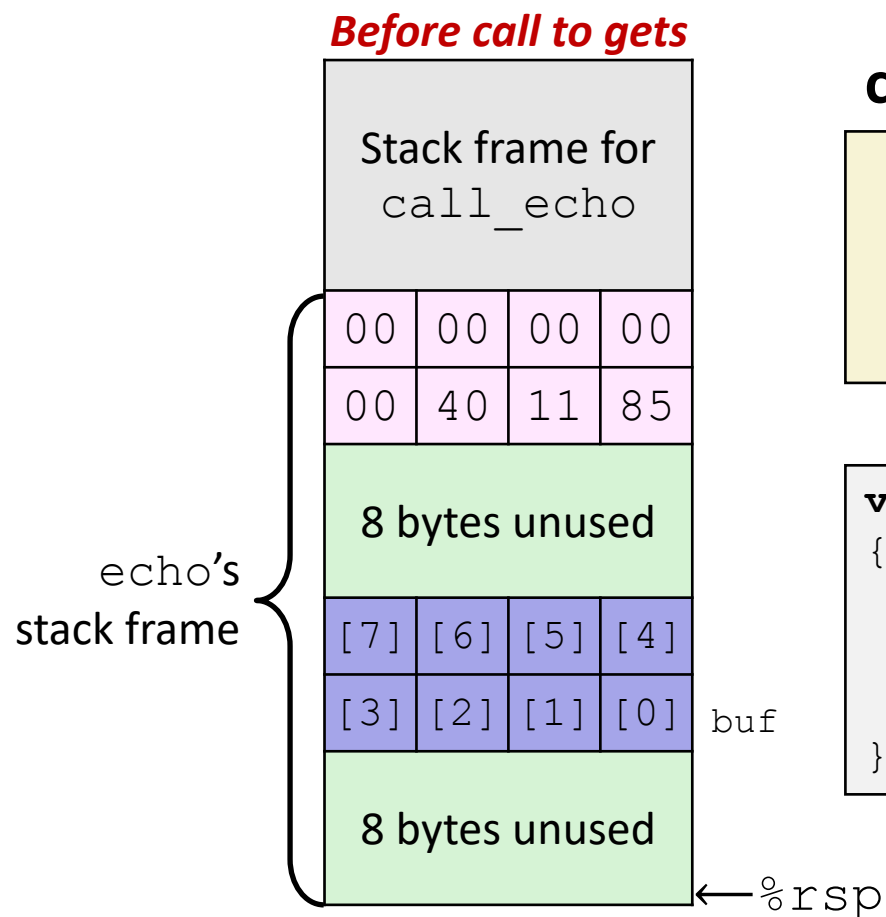 Before call to gets
Stack frame for
call_echo
00 00 00 00
00 40 11 85
8 bytes unused
echo's
stack frame
[7] [6] [5] [4]
[3] [2] [1] [0] buf
8 bytes unused
←%rsp
{
}